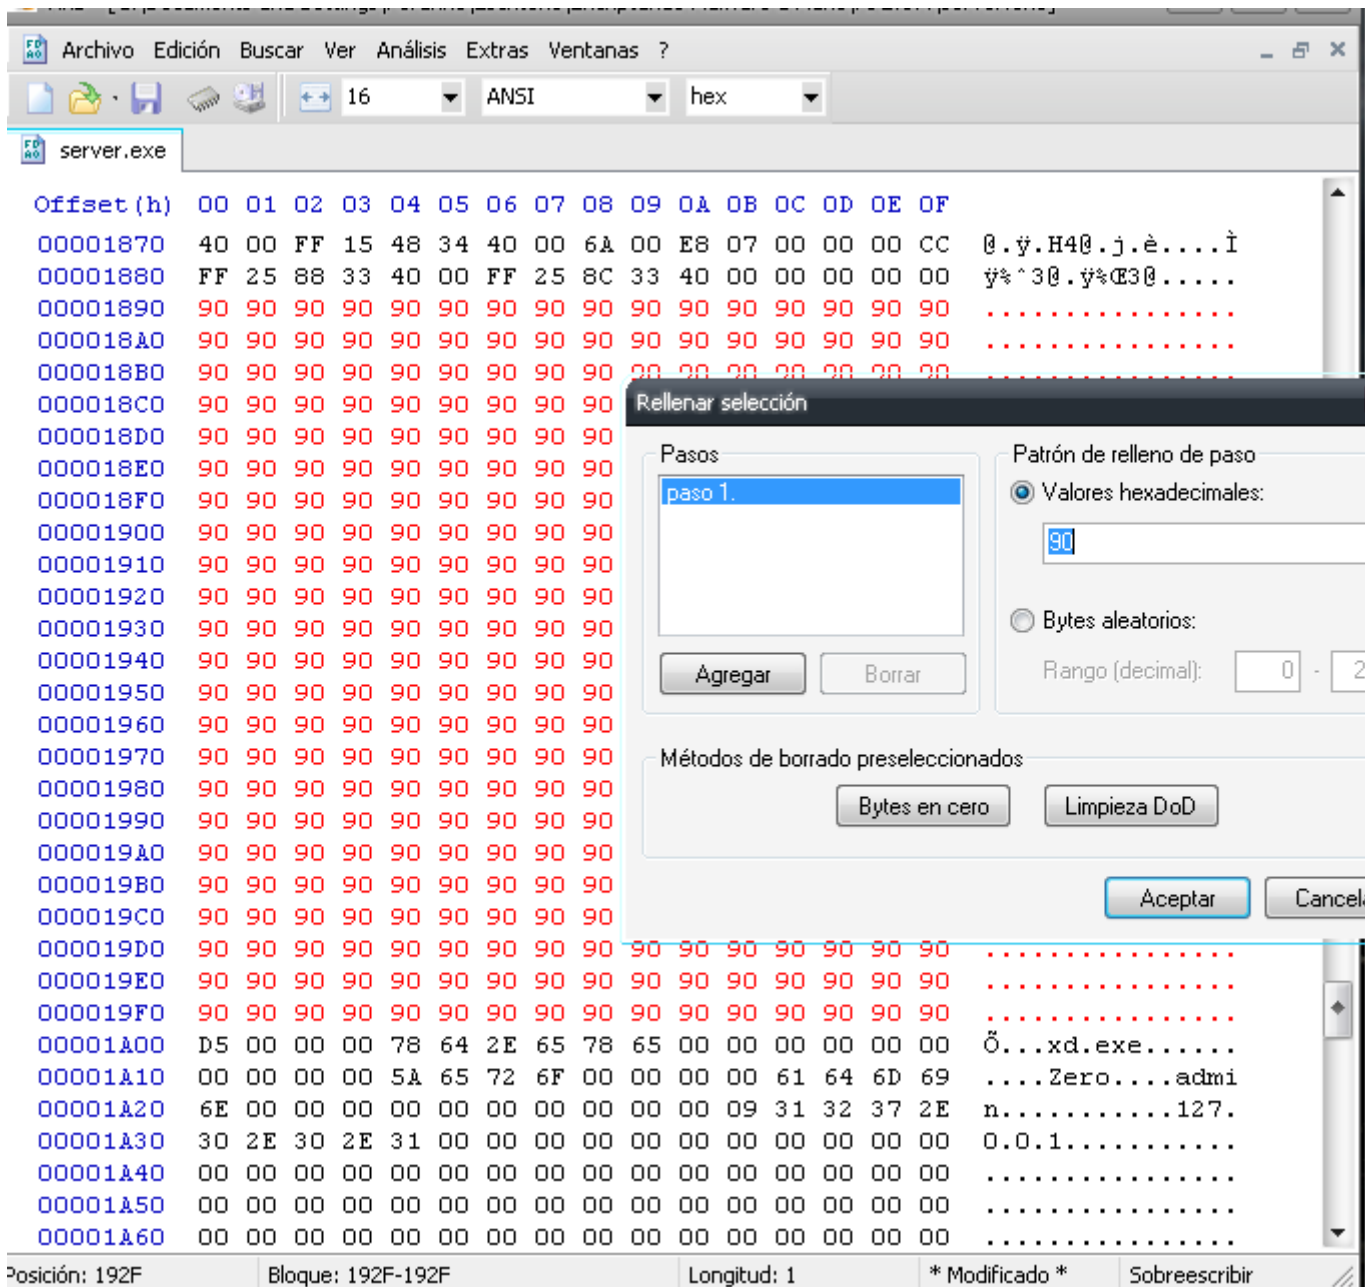 Archivo Edición Buscar Ver Análisis Extras Ventanas ?
16 ANSI hex
server.exe
Offset(h) 00 01 02 03 04 05 06 07 08 09 0A 0B 0C 0D 0E 0F
00001870 40 00 FF 15 48 34 40 00 6A 00 E8 07 00 00 00 CC @.ÿ.H4@.j.è....Ì
00001880 FF 25 88 33 40 00 FF 25 8C 33 40 00 00 00 00 00 ÿ%ˆ3@.ÿ%Œ3@.....
00001890 90 90 90 90 90 90 90 90 90 90 90 90 90 90 90 90 ................
000018A0 90 90 90 90 90 90 90 90 90 90 90 90 90 90 90 90 ................
000018B0 90 90 90 90 90 90 90 90 90 90 90 90 90 90 90 90 ................
000018C0 90 90 90 90 90 90 90 90 90
000018D0 90 90 90 90 90 90 90 90 90
000018E0 90 90 90 90 90 90 90 90 90
000018F0 90 90 90 90 90 90 90 90 90
00001900 90 90 90 90 90 90 90 90 90
00001910 90 90 90 90 90 90 90 90 90
00001920 90 90 90 90 90 90 90 90 90
00001930 90 90 90 90 90 90 90 90 90
00001940 90 90 90 90 90 90 90 90 90
00001950 90 90 90 90 90 90 90 90 90
00001960 90 90 90 90 90 90 90 90 90
00001970 90 90 90 90 90 90 90 90 90
00001980 90 90 90 90 90 90 90 90 90
00001990 90 90 90 90 90 90 90 90 90
000019A0 90 90 90 90 90 90 90 90 90
000019B0 90 90 90 90 90 90 90 90 90
000019C0 90 90 90 90 90 90 90 90 90
000019D0 90 90 90 90 90 90 90 90 90 90 90 90 90 90 90 90 ................
000019E0 90 90 90 90 90 90 90 90 90 90 90 90 90 90 90 90 ................
000019F0 90 90 90 90 90 90 90 90 90 90 90 90 90 90 90 90 ................
00001A00 D5 00 00 00 78 64 2E 65 78 65 00 00 00 00 00 00 Õ...xd.exe......
00001A10 00 00 00 00 5A 65 72 6F 00 00 00 00 61 64 6D 69 ....Zero....admi
00001A20 6E 00 00 00 00 00 00 00 00 00 00 09 31 32 37 2E n...........127.
00001A30 30 2E 30 2E 31 00 00 00 00 00 00 00 00 00 00 00 0.0.1...........
00001A40 00 00 00 00 00 00 00 00 00 00 00 00 00 00 00 00 ................
00001A50 00 00 00 00 00 00 00 00 00 00 00 00 00 00 00 00 ................
00001A60 00 00 00 00 00 00 00 00 00 00 00 00 00 00 00 00 ................
Rellenar selección
Pasos
paso 1.
Agregar Borrar
Patrón de relleno de paso
Valores hexadecimales:
90
Bytes aleatorios:
Rango (decimal): 0 - 2
Métodos de borrado preseleccionados
Bytes en cero Limpieza DoD
Aceptar Cancela
Posición: 192F Bloque: 192F-192F Longitud: 1 * Modificado * Sobreescribir